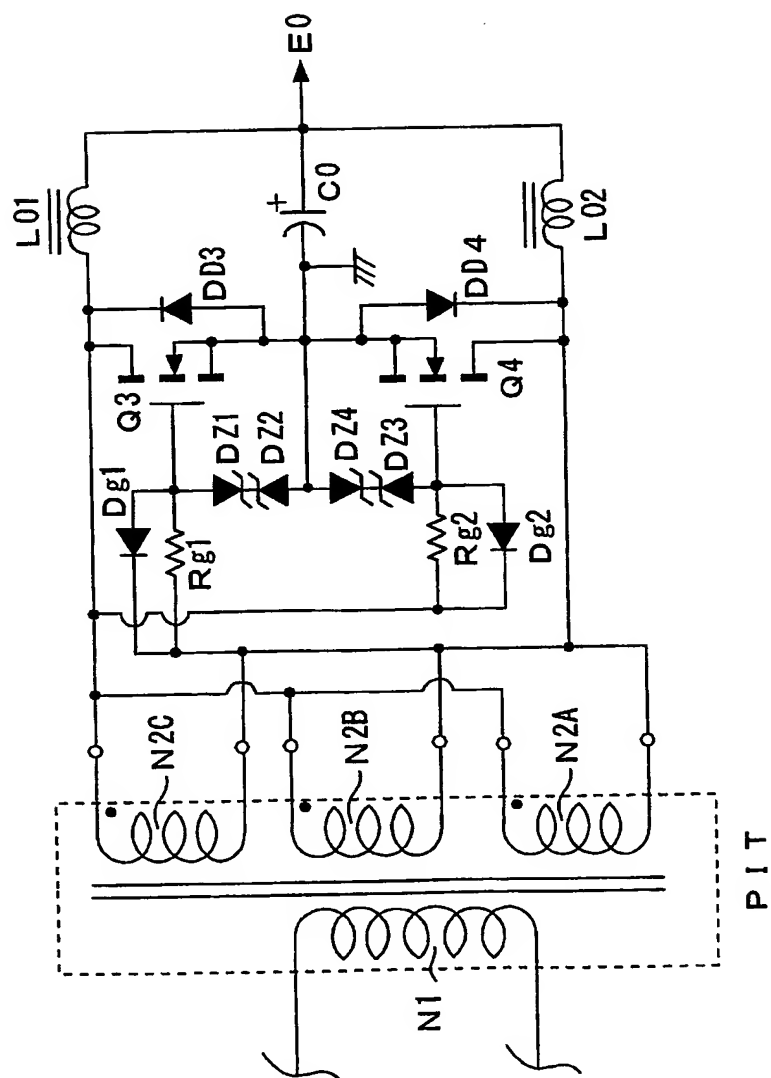 E0
L01
C0
L02
DD3
DD4
Q3
Q4
DZ1
DZ2
DZ4
DZ3
Dg1
Rg1
Rg2
Dg2
N2C
N2B
N2A
N1
PIT
+